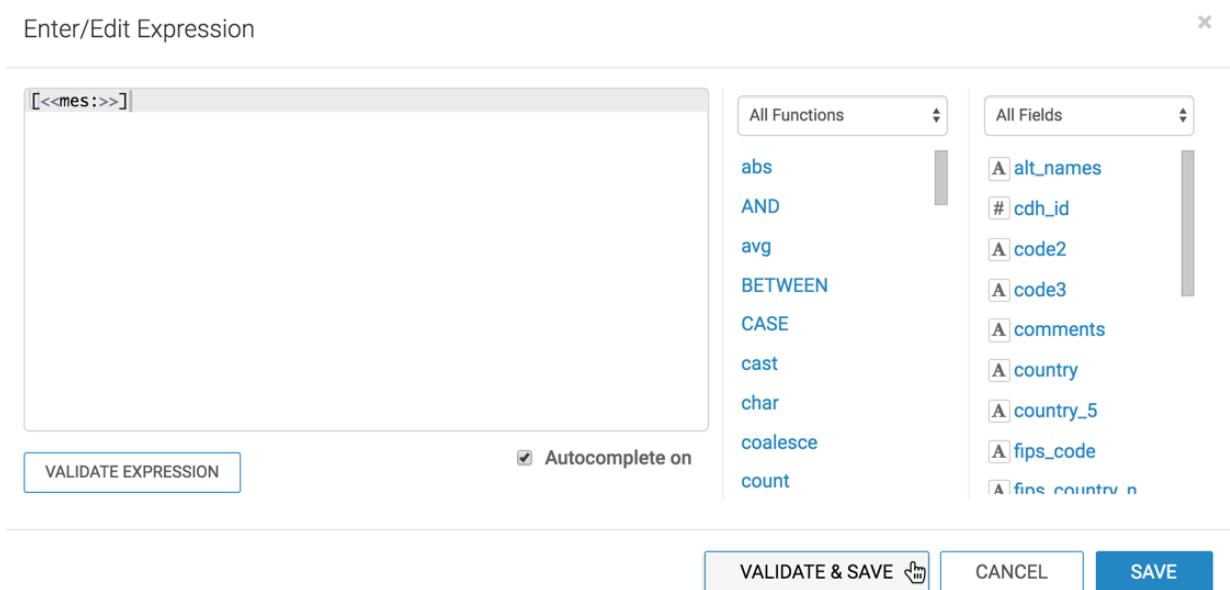 Enter/Edit Expression
×
[<<mes:>>]
All Functions
abs
AND
avg
BETWEEN
CASE
cast
char
coalesce
count
All Fields
A alt_names
# cdh_id
A code2
A code3
A comments
A country
A country_5
A fips_code
A fips_country_n
VALIDATE EXPRESSION
Autocomplete on
VALIDATE & SAVE
CANCEL
SAVE